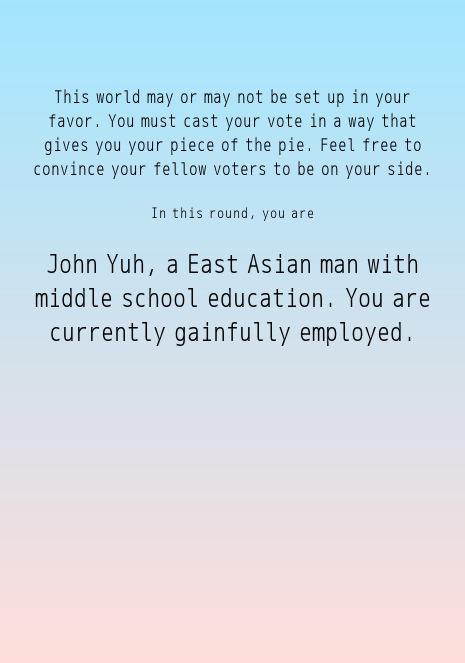 This world may or may not be set up in your
favor. You must cast your vote in a way that
gives you your piece of the pie. Feel free to
convince your fellow voters to be on your side.
In this round, you are
John Yuh, a East Asian man with
middle school education. You are
currently gainfully employed.